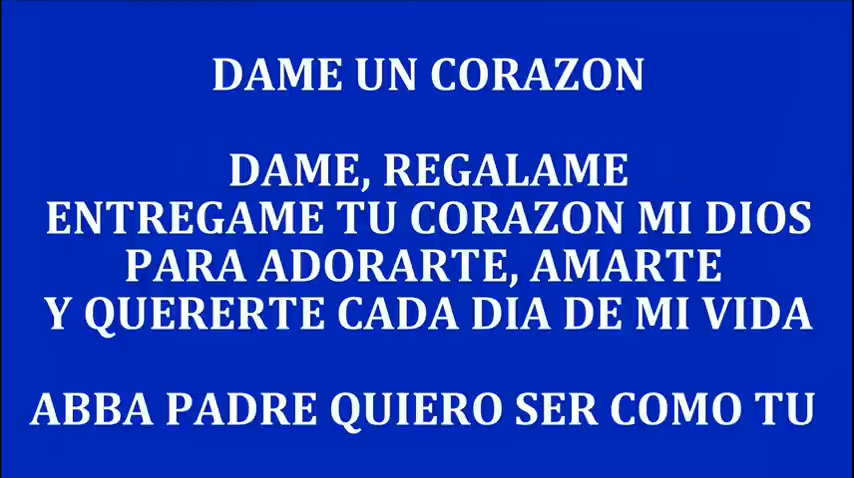 DAME UN CORAZON
DAME, REGALAME
ENTREGAME TU CORAZON MI DIOS
PARA ADORARTE, AMARTE
Y QUERERTE CADA DIA DE MI VIDA
ABBA PADRE QUIERO SER COMO TU